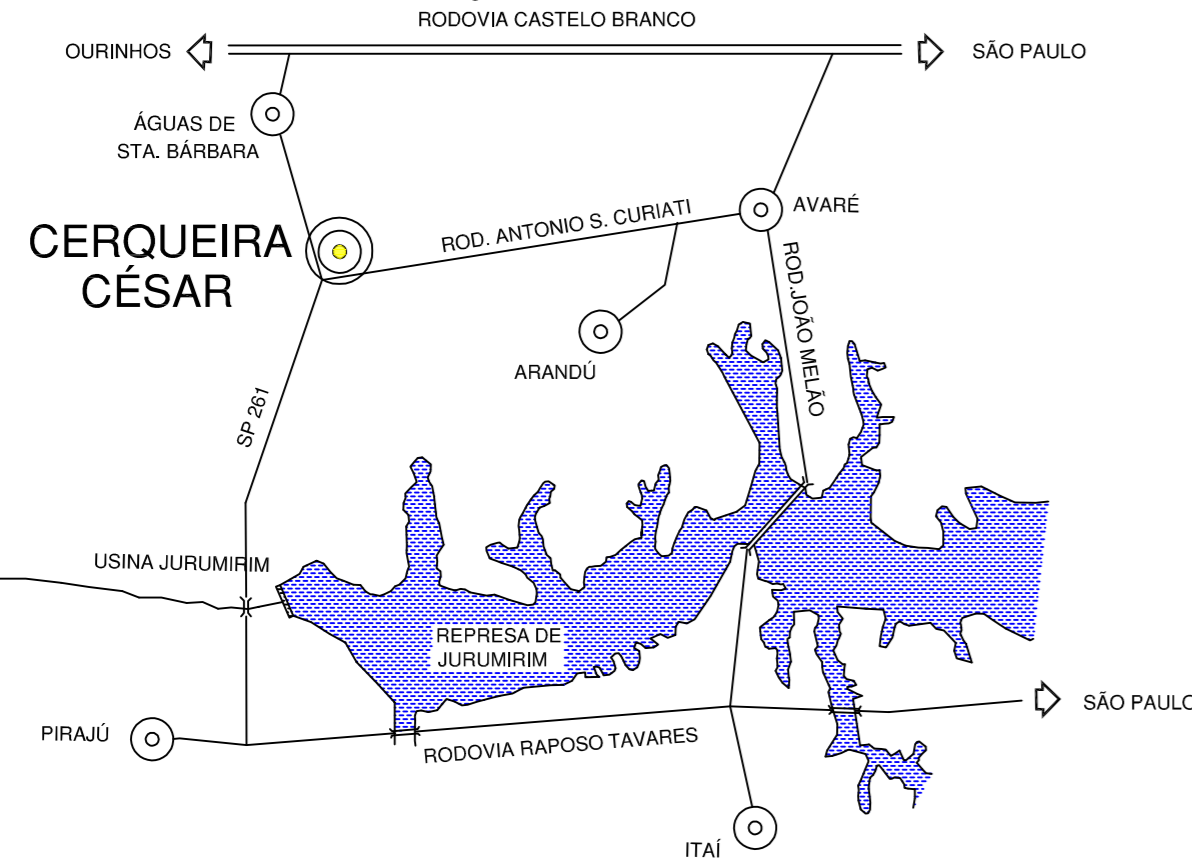 RODOVIA CASTELO BRANCO
OURINHOS
SÃO PAULO
ÁGUAS DE
STA. BÁRBARA
CERQUEIRA
CÉSAR
ROD. ANTONIO S. CURIATI
AVARÉ
ROD.JOÃO MELÃO
ARANDÚ
SP 261
USINA JURUMIRIM
REPRESA DE
JURUMIRIM
PIRAJÚ
RODOVIA RAPOSO TAVARES
SÃO PAULO
ITAÍ